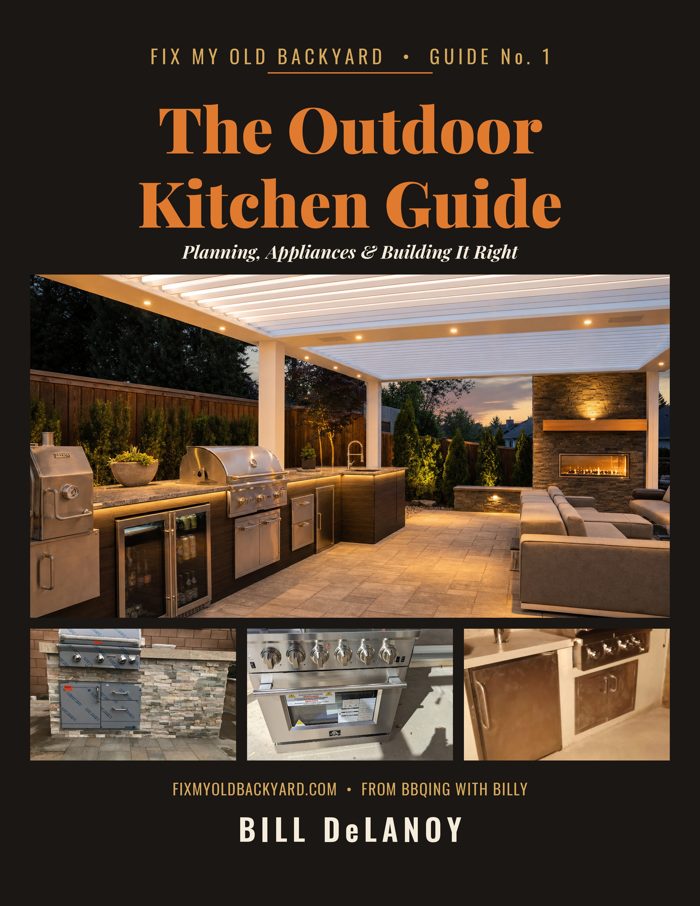 FIX MY OLD BACKYARD • GUIDE No. 1
The Outdoor
Kitchen Guide
Planning, Appliances & Building It Right
FIXMYOLDBACKYARD.COM • FROM BBQING WITH BILLY
BILL DeLANOY